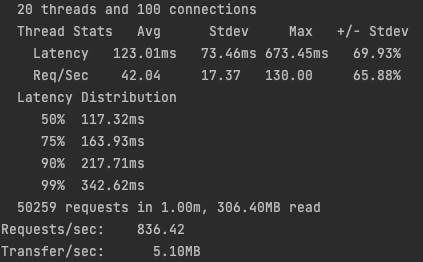 20 threads and 100 connections
Thread Stats   Avg      Stdev     Max   +/- Stdev
Latency   123.01ms   73.46ms 673.45ms   69.93%
Req/Sec    42.04     17.37   130.00     65.88%
Latency Distribution
50%  117.32ms
75%  163.93ms
90%  217.71ms
99%  342.62ms
50259 requests in 1.00m, 306.40MB read
Requests/sec:    836.42
Transfer/sec:      5.10MB